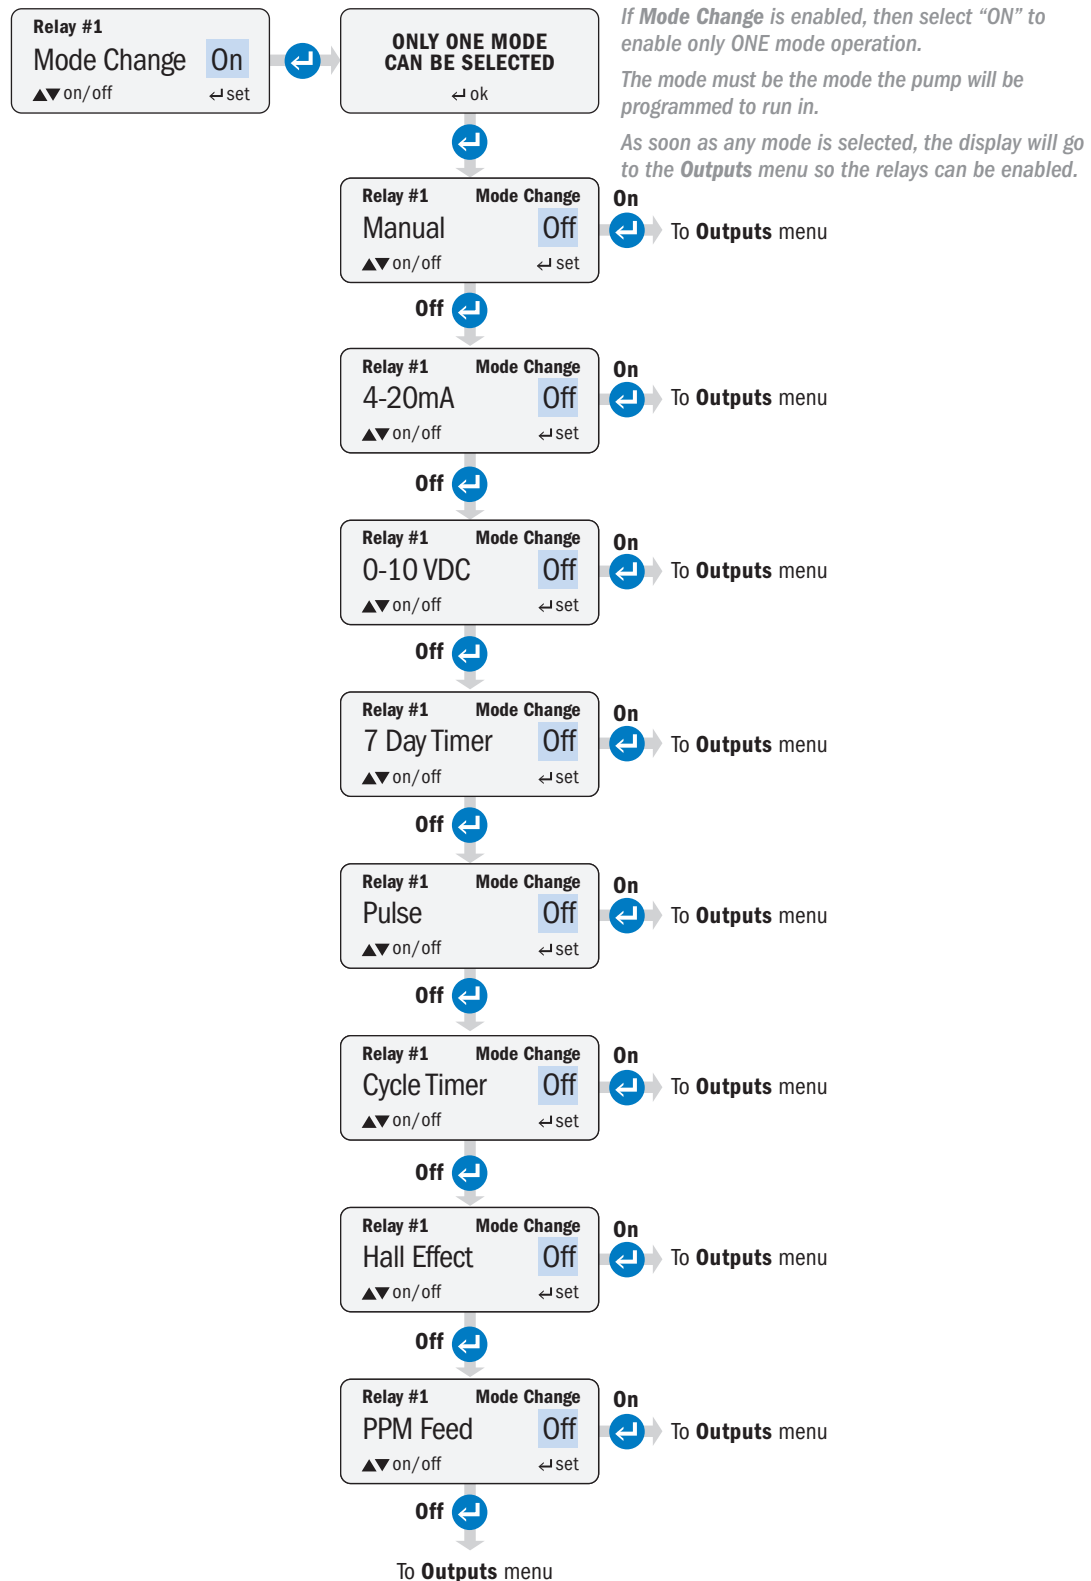 Relay #1
Mode Change On
▲▼ on/off ↵ set
ONLY ONE MODE
CAN BE SELECTED
↵ ok
If Mode Change is enabled, then select “ON” to
enable only ONE mode operation.
The mode must be the mode the pump will be
programmed to run in.
As soon as any mode is selected, the display will go
to the Outputs menu so the relays can be enabled.
Relay #1 Mode Change
Manual Off
▲▼ on/off ↵ set
On
To Outputs menu
Off
Relay #1 Mode Change
4-20mA Off
▲▼ on/off ↵ set
On
To Outputs menu
Off
Relay #1 Mode Change
0-10 VDC Off
▲▼ on/off ↵ set
On
To Outputs menu
Off
Relay #1 Mode Change
7 Day Timer Off
▲▼ on/off ↵ set
On
To Outputs menu
Off
Relay #1 Mode Change
Pulse Off
▲▼ on/off ↵ set
On
To Outputs menu
Off
Relay #1 Mode Change
Cycle Timer Off
▲▼ on/off ↵ set
On
To Outputs menu
Off
Relay #1 Mode Change
Hall Effect Off
▲▼ on/off ↵ set
On
To Outputs menu
Off
Relay #1 Mode Change
PPM Feed Off
▲▼ on/off ↵ set
On
To Outputs menu
Off
To Outputs menu